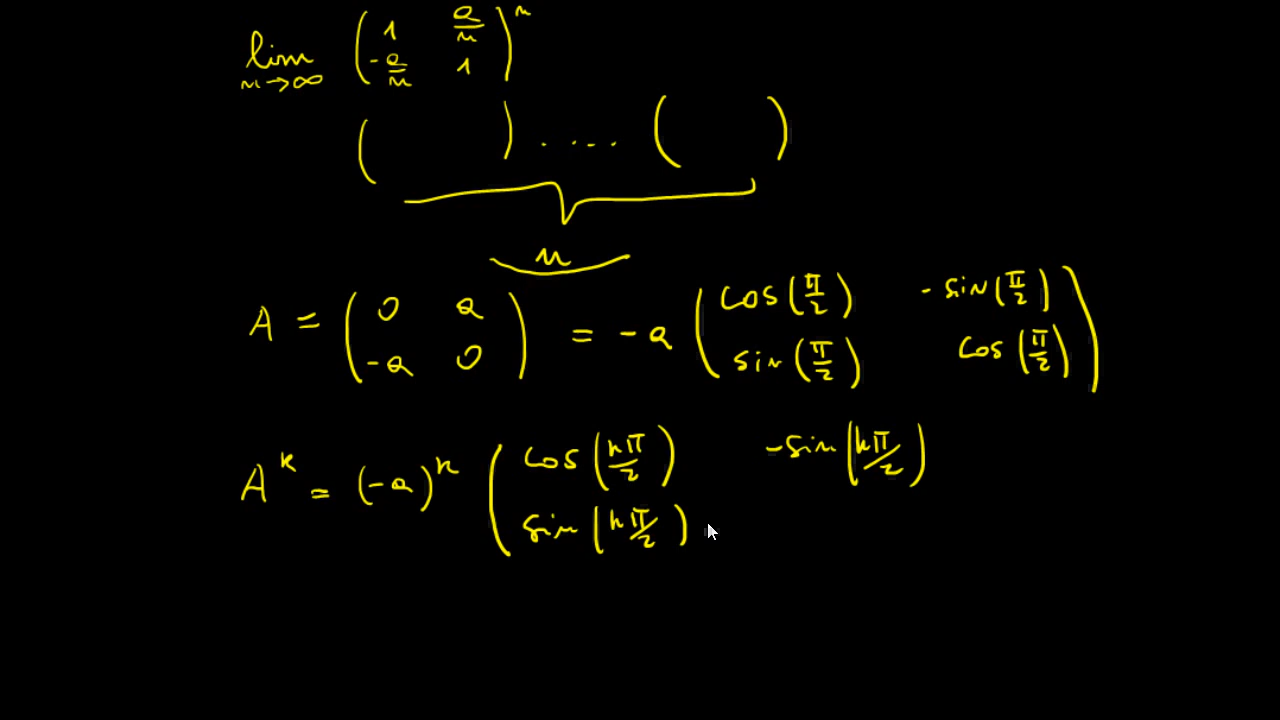 lim n→∞ ( 1 a/n -a/n 1 )^n
( ) ..... ( )
n
A = ( 0 a -a 0 ) = -a ( cos(π/2) -sin(π/2) sin(π/2) cos(π/2) )
A^k = (-a)^k ( cos(kπ/2) -sin(kπ/2) sin(kπ/2)